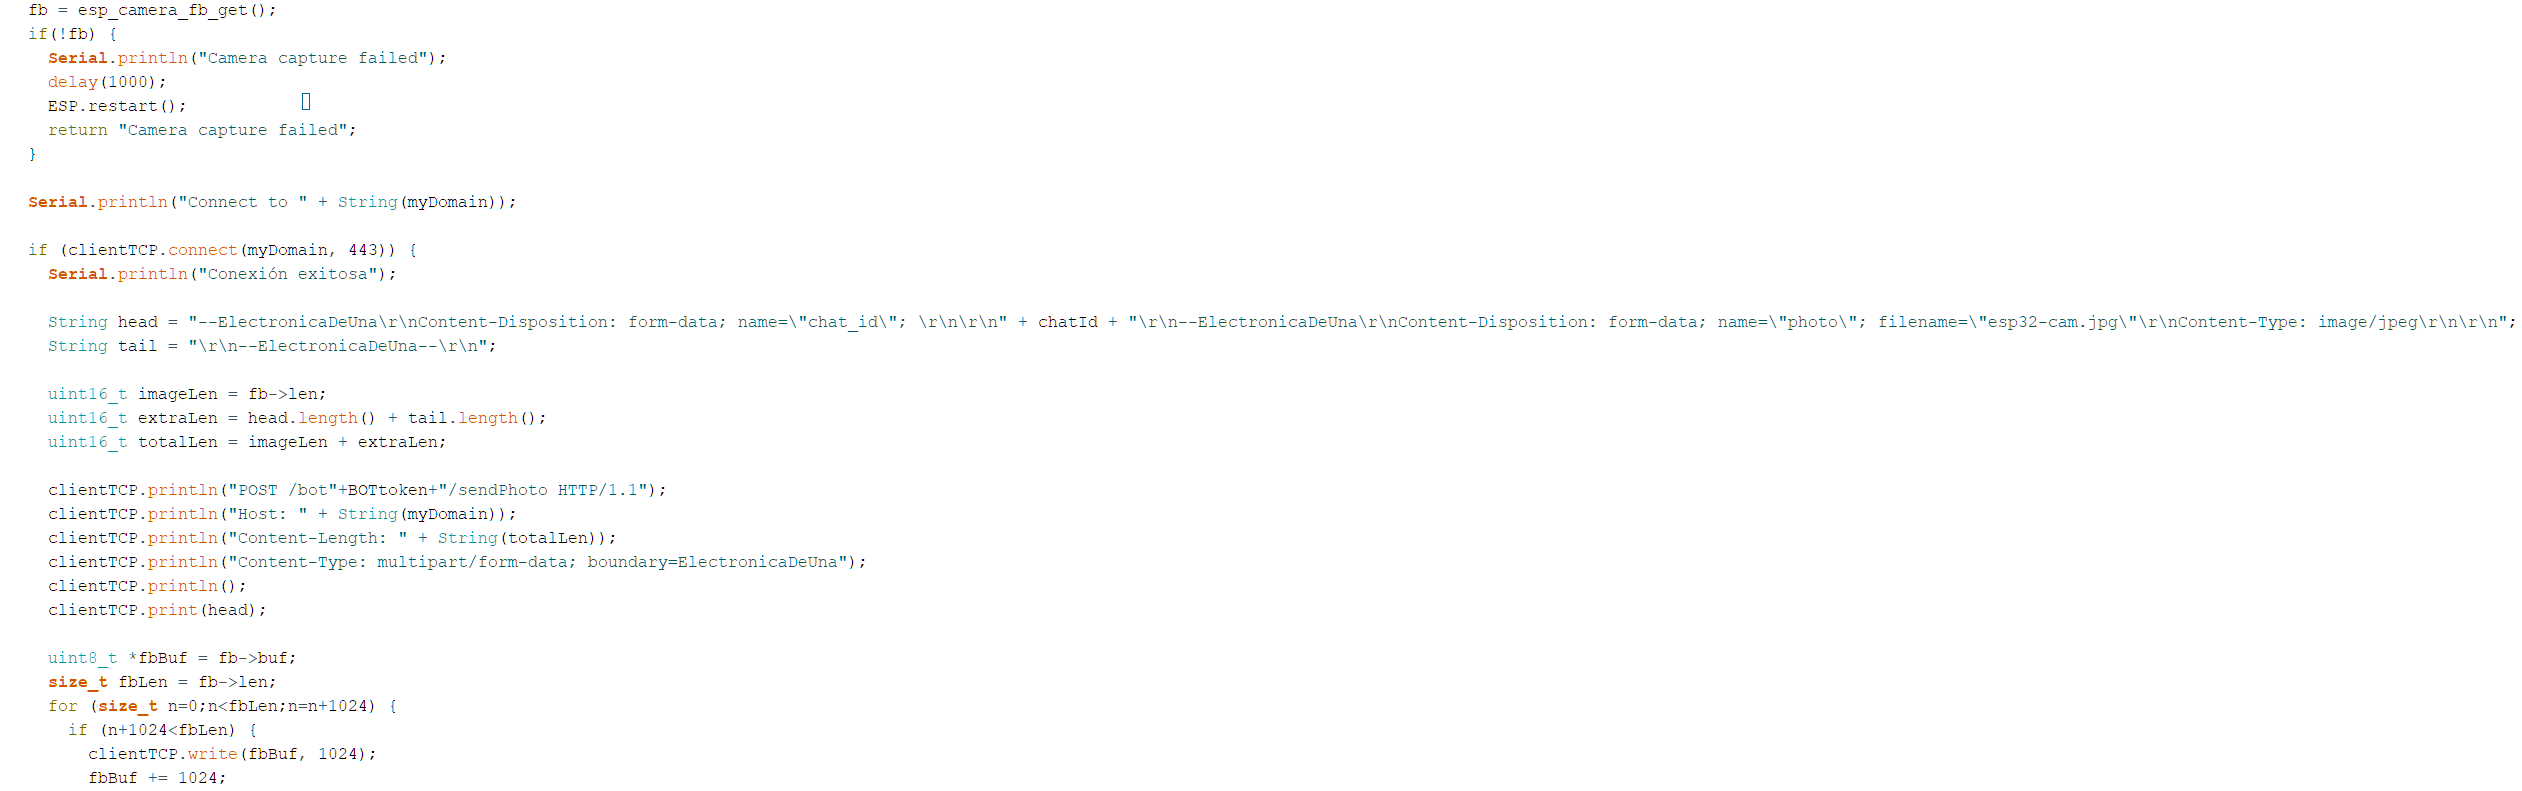 fb = esp_camera_fb_get();
if(!fb) {
Serial.println("Camera capture failed");
delay(1000);
ESP.restart();
return "Camera capture failed";
}
Serial.println("Connect to " + String(myDomain));
if (clientTCP.connect(myDomain, 443)) {
Serial.println("Conexión exitosa");
String head = "--ElectronicaDeUna\r\nContent-Disposition: form-data; name=\"chat_id\"; \r\n\r\n" + chatId + "\r\n--ElectronicaDeUna\r\nContent-Disposition: form-data; name=\"photo\"; filename=\"esp32-cam.jpg\"\r\nContent-Type: image/jpeg\r\n\r\n";
String tail = "\r\n--ElectronicaDeUna--\r\n";
uint16_t imageLen = fb->len;
uint16_t extraLen = head.length() + tail.length();
uint16_t totalLen = imageLen + extraLen;
clientTCP.println("POST /bot"+BOTtoken+"/sendPhoto HTTP/1.1");
clientTCP.println("Host: " + String(myDomain));
clientTCP.println("Content-Length: " + String(totalLen));
clientTCP.println("Content-Type: multipart/form-data; boundary=ElectronicaDeUna");
clientTCP.println();
clientTCP.print(head);
uint8_t *fbBuf = fb->buf;
size_t fbLen = fb->len;
for (size_t n=0;n<fbLen;n=n+1024) {
if (n+1024<fbLen) {
clientTCP.write(fbBuf, 1024);
fbBuf += 1024;